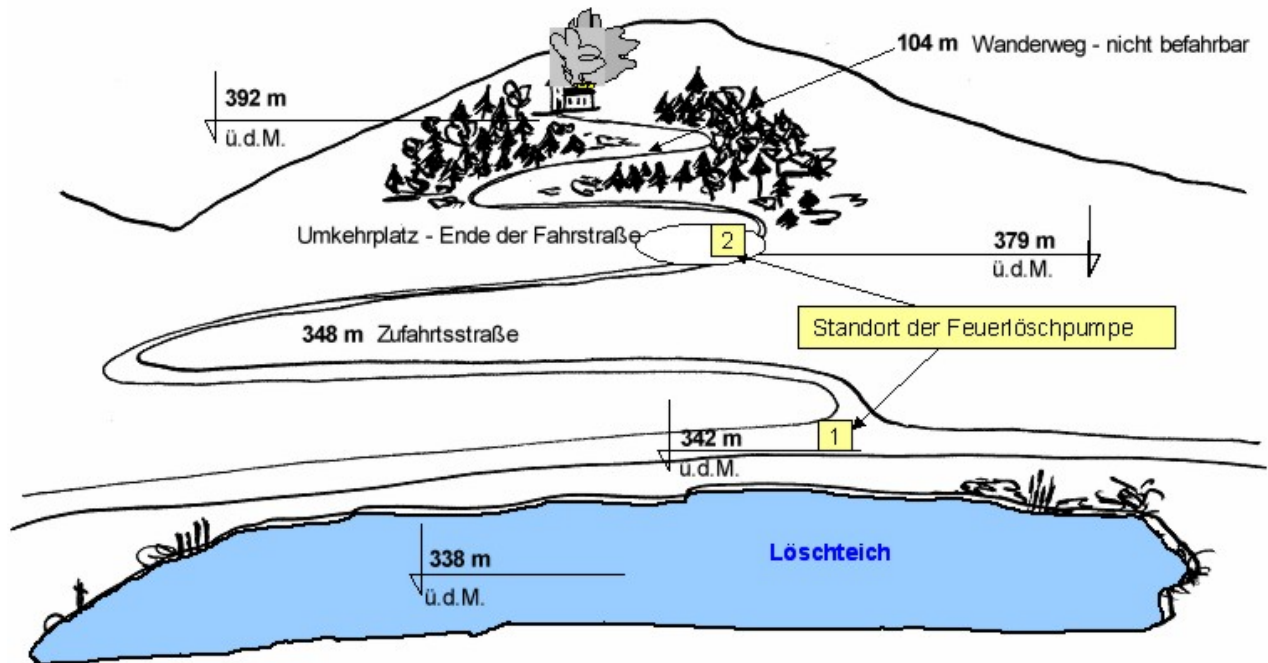 104 m Wanderweg - nicht befahrbar
392 m
ü.d.M.
Umkehrplatz - Ende der Fahrstraße
2
379 m
ü.d.M.
Standort der Feuerlöschpumpe
348 m Zufahrtsstraße
1
342 m
ü.d.M.
Löschteich
338 m
ü.d.M.